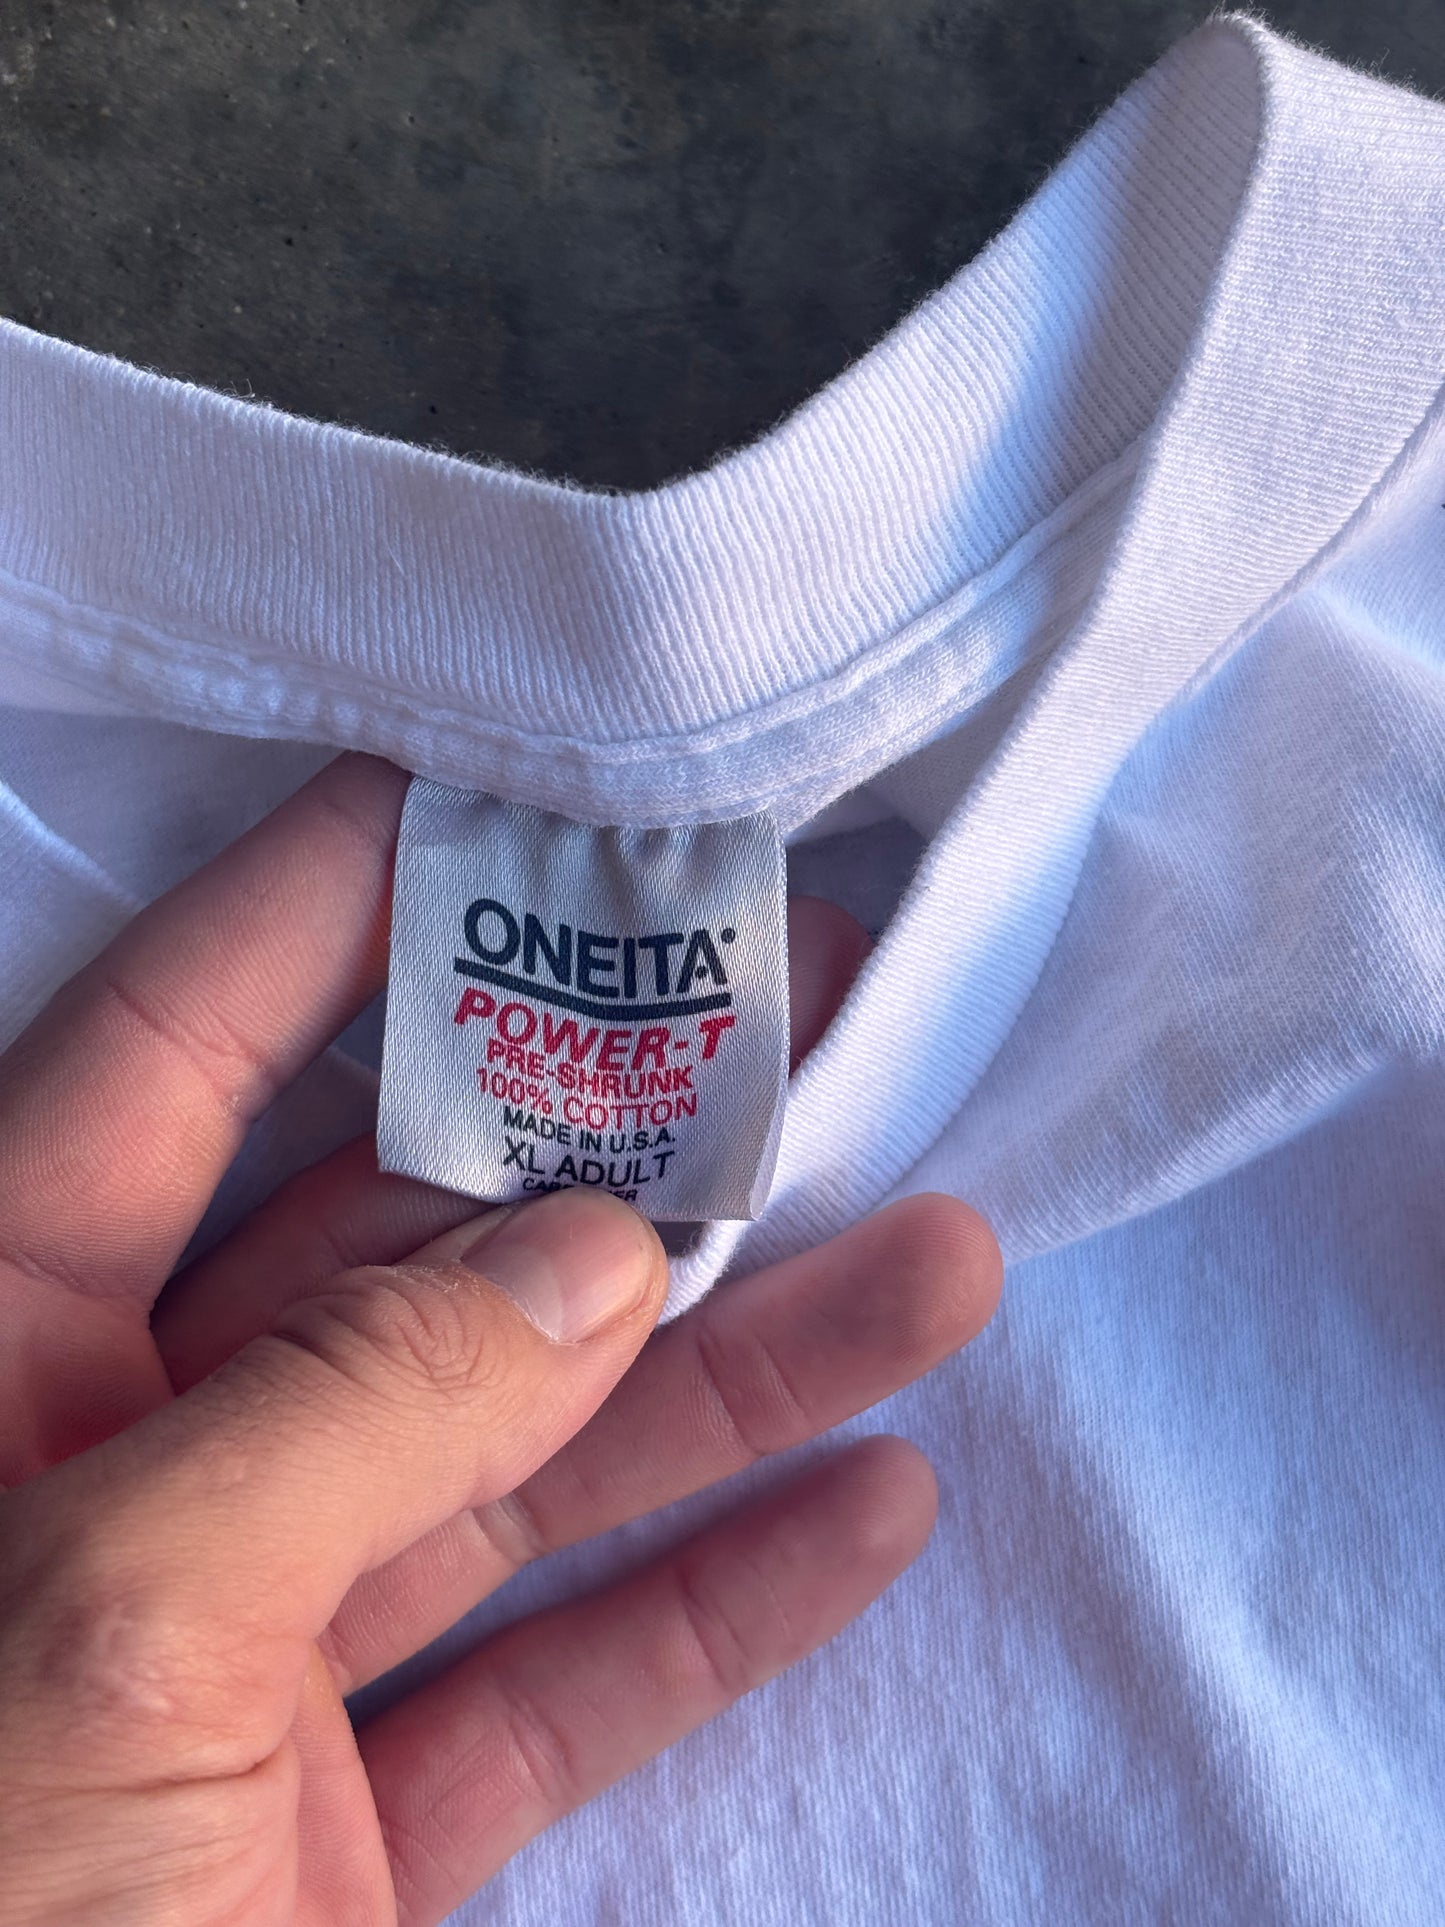 ONEITA
POWER-T
PRE-SHRUNK
100% COTTON
MADE IN U.S.A.
XL ADULT